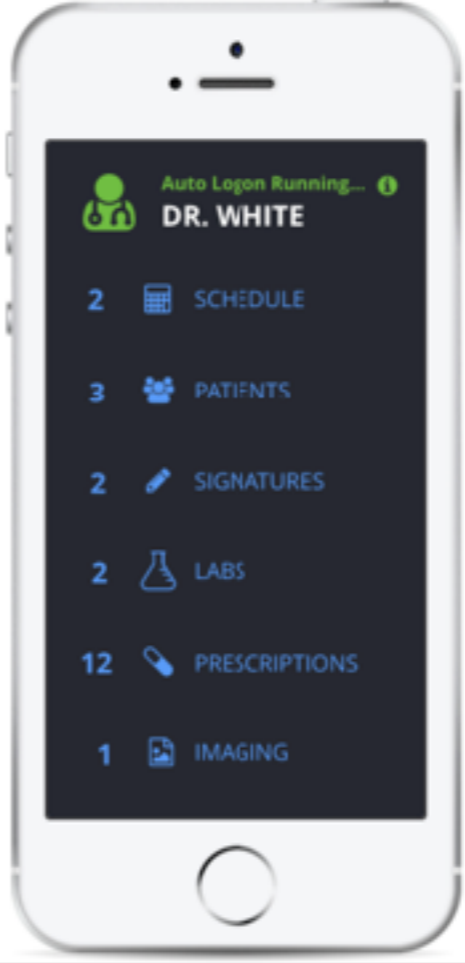 Auto Logon Running...
DR. WHITE
2 SCHEDULE
3 PATIENTS
2 SIGNATURES
2 LABS
12 PRESCRIPTIONS
1 IMAGING